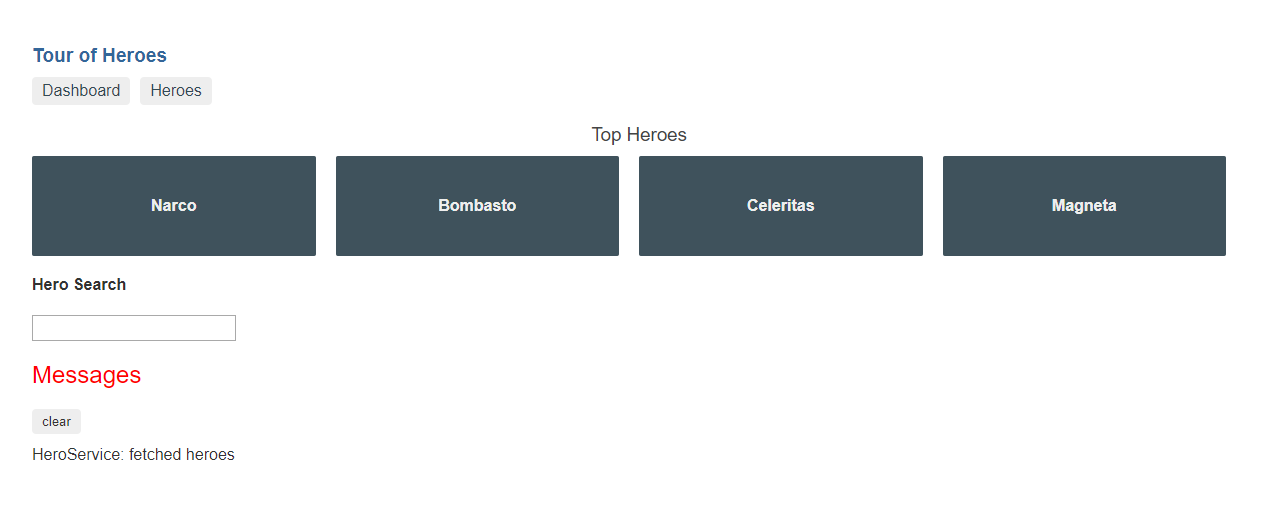 Tour of Heroes
Dashboard Heroes
Top Heroes
Narco Bombasto Celeritas Magneta
Hero Search
Messages
clear
HeroService: fetched heroes